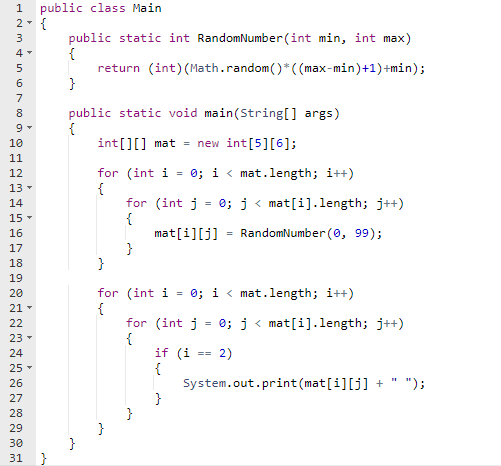 1 public class Main
2 {
3     public static int RandomNumber(int min, int max)
4     {
5         return (int)(Math.random()*((max-min)+1)+min);
6     }
7
8     public static void main(String[] args)
9     {
10         int[][] mat = new int[5][6];
11
12         for (int i = 0; i < mat.length; i++)
13         {
14             for (int j = 0; j < mat[i].length; j++)
15             {
16                 mat[i][j] = RandomNumber(0, 99);
17             }
18         }
19
20         for (int i = 0; i < mat.length; i++)
21         {
22             for (int j = 0; j < mat[i].length; j++)
23             {
24                 if (i == 2)
25                 {
26                     System.out.print(mat[i][j] + " ");
27                 }
28             }
29         }
30     }
31 }